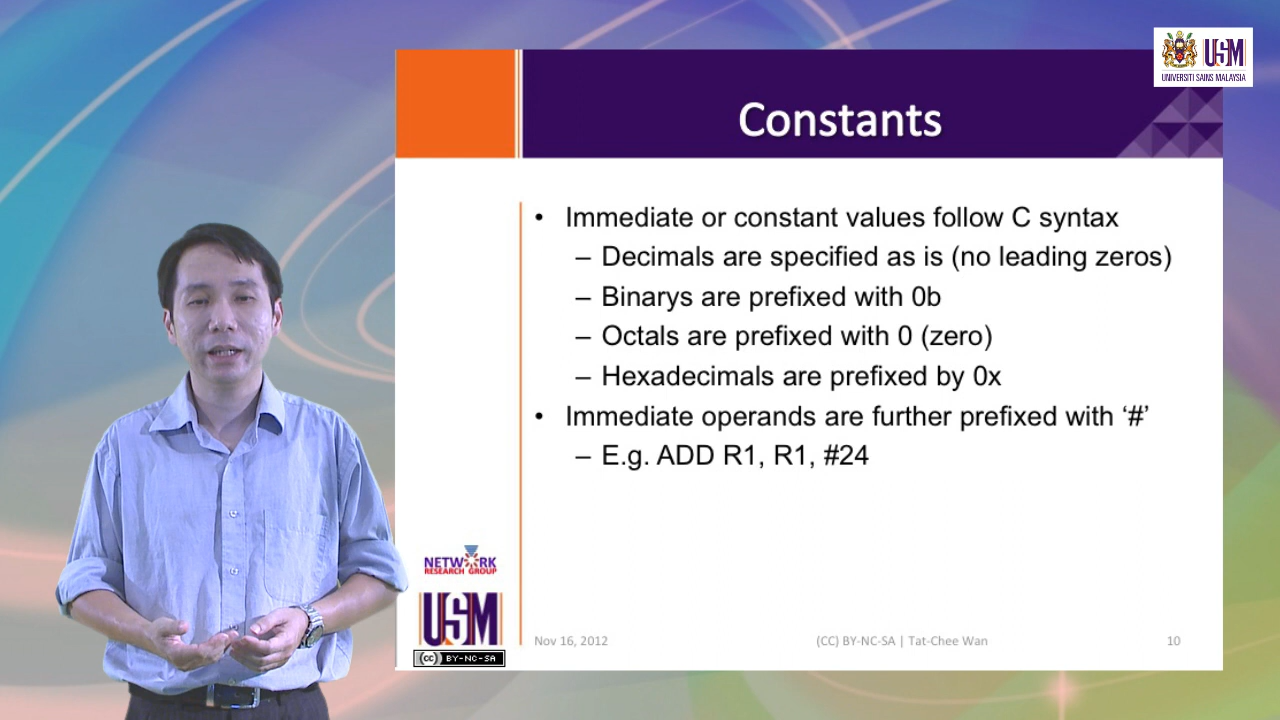 USM
UNIVERSITI SAINS MALAYSIA
Constants
• Immediate or constant values follow C syntax
– Decimals are specified as is (no leading zeros)
– Binarys are prefixed with 0b
– Octals are prefixed with 0 (zero)
– Hexadecimals are prefixed by 0x
• Immediate operands are further prefixed with ‘#’
– E.g. ADD R1, R1, #24
NETWORK
RESEARCH GROUP
USM
(cc) BY-NC-SA
Nov 16, 2012
(CC) BY-NC-SA | Tat-Chee Wan
10